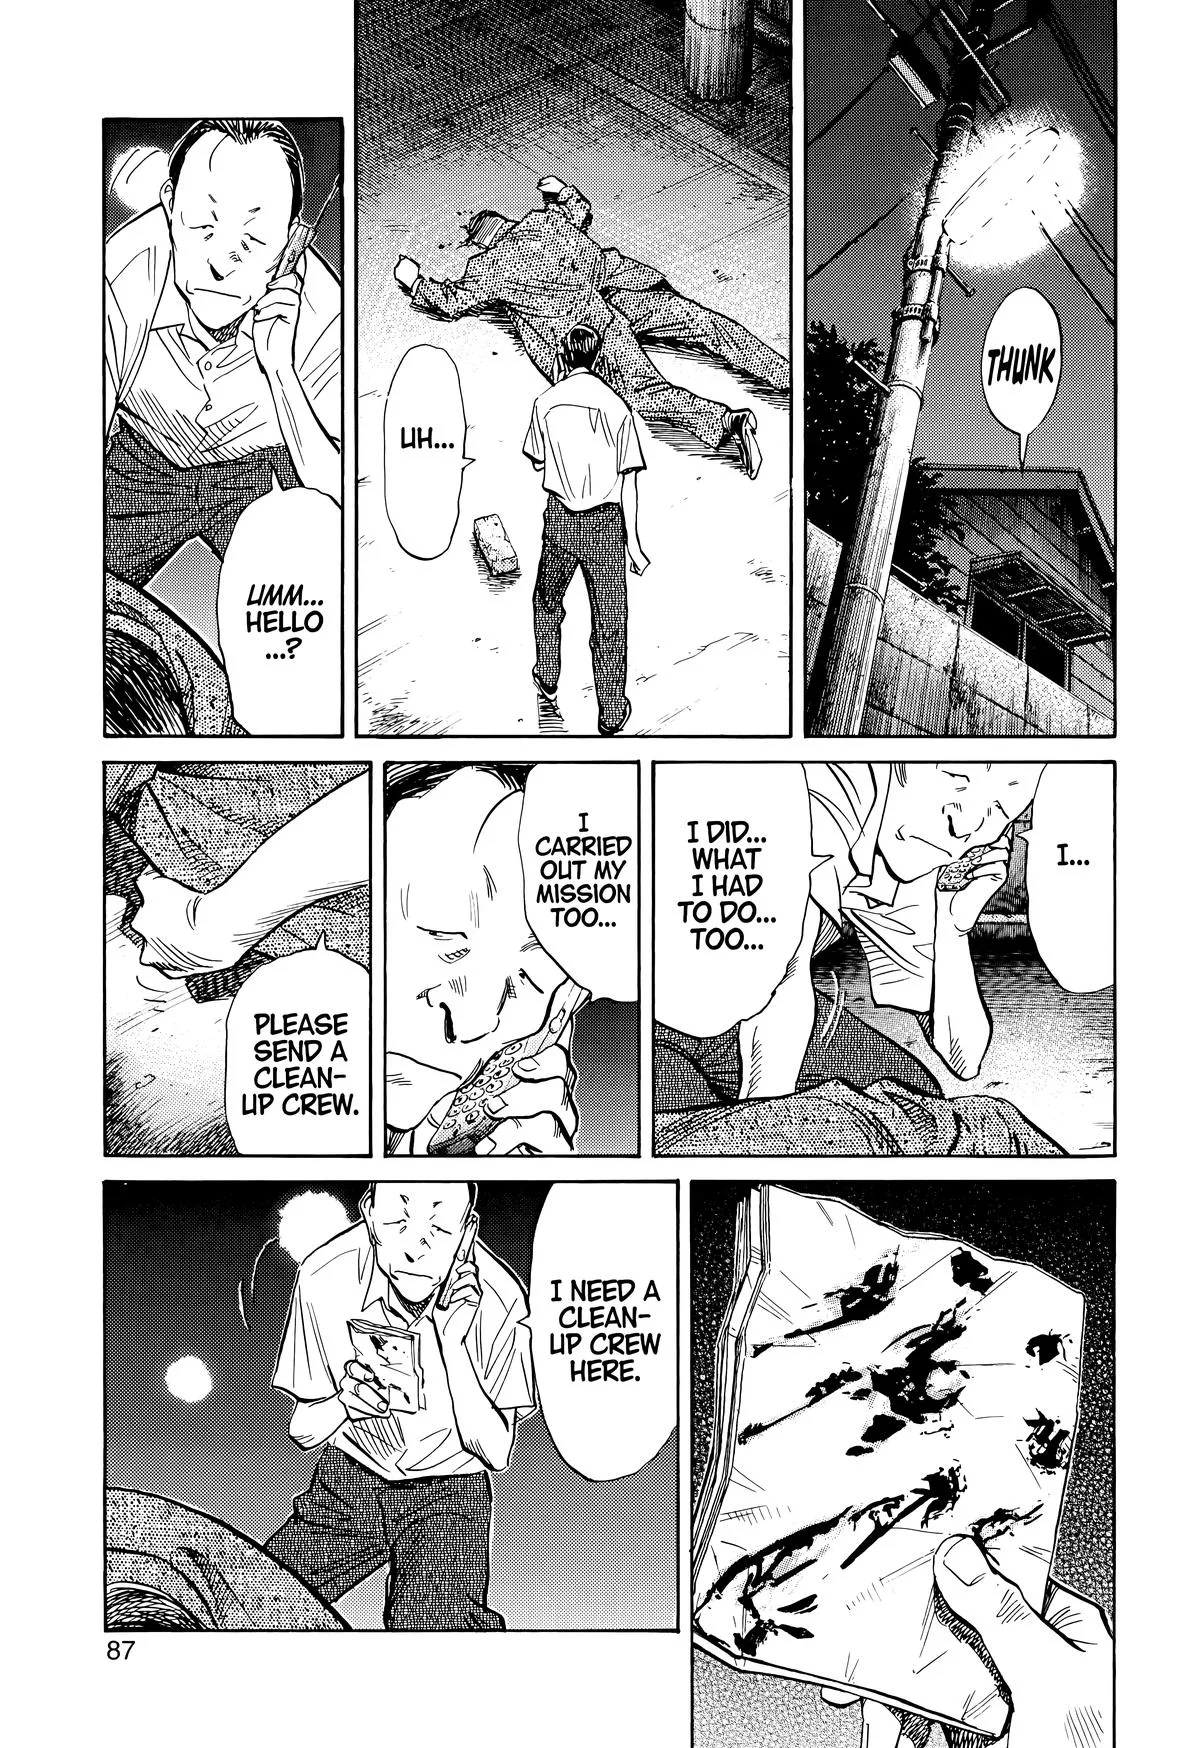 THUNK
UH...
UMM...
HELLO
...?
I...
I DID...
WHAT
I HAD
TO DO...
TOO...
I
CARRIED
OUT MY
MISSION
TOO...
PLEASE
SEND A
CLEAN-
UP CREW.
I NEED A
CLEAN-
UP CREW
HERE.
87